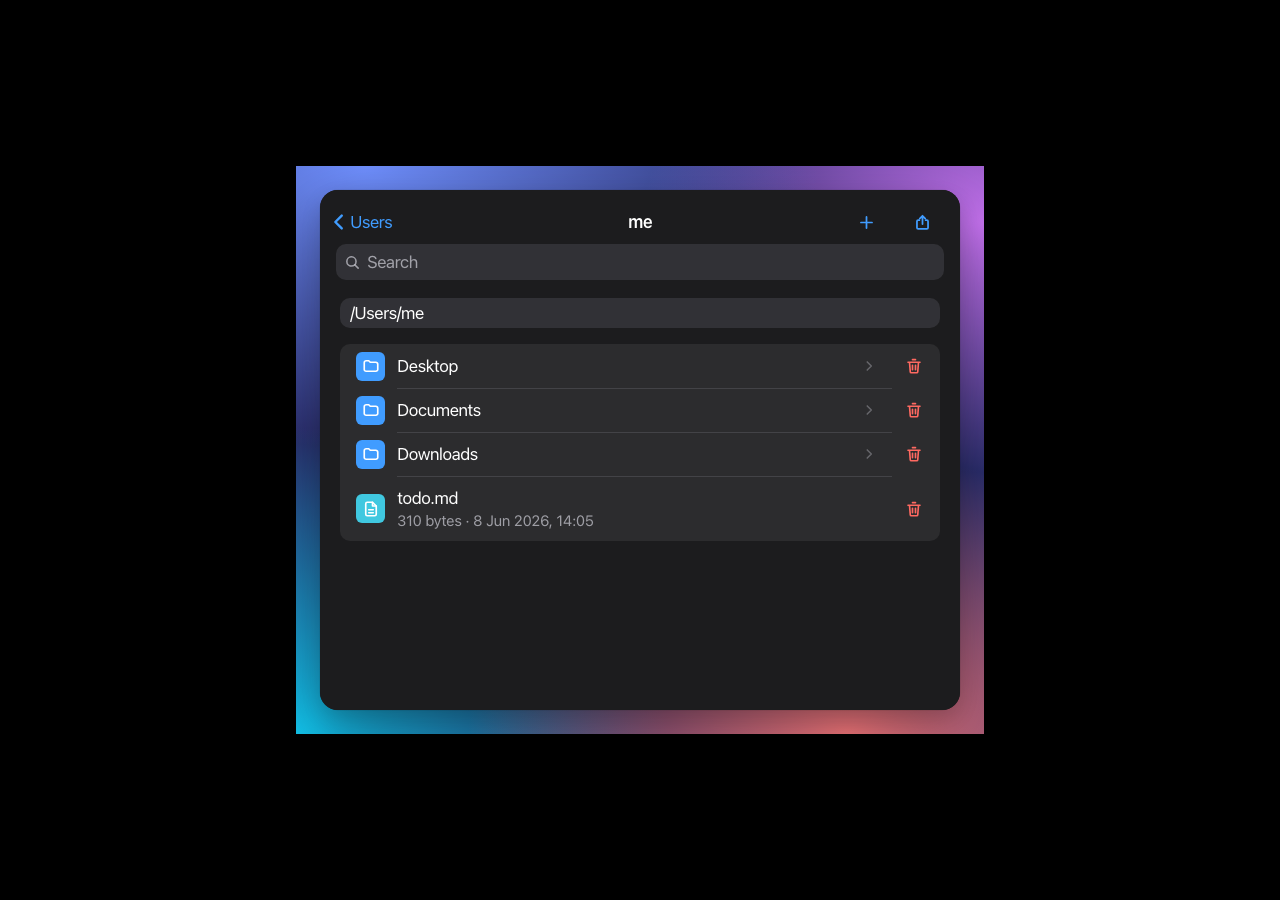 Users
me
Search
/Users/me
Desktop
Documents
Downloads
todo.md
310 bytes · 8 Jun 2026, 14:05